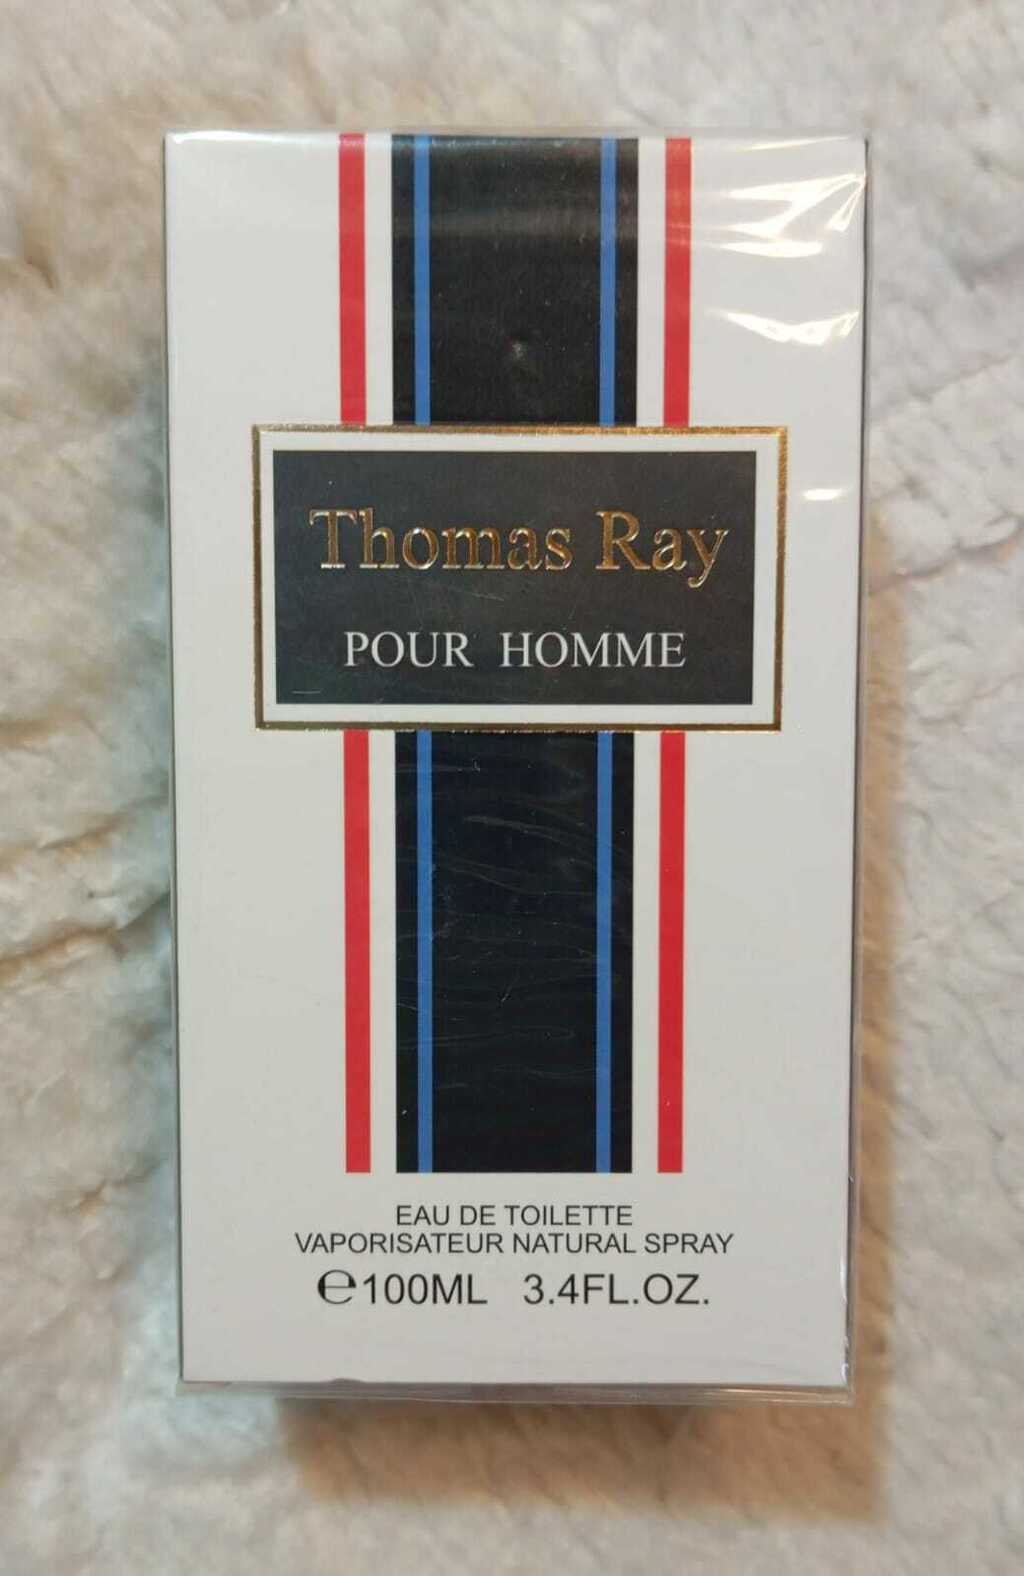 Thomas Ray
POUR HOMME
EAU DE TOILETTE
VAPORISATEUR NATURAL SPRAY
℮100ML 3.4FL.OZ.